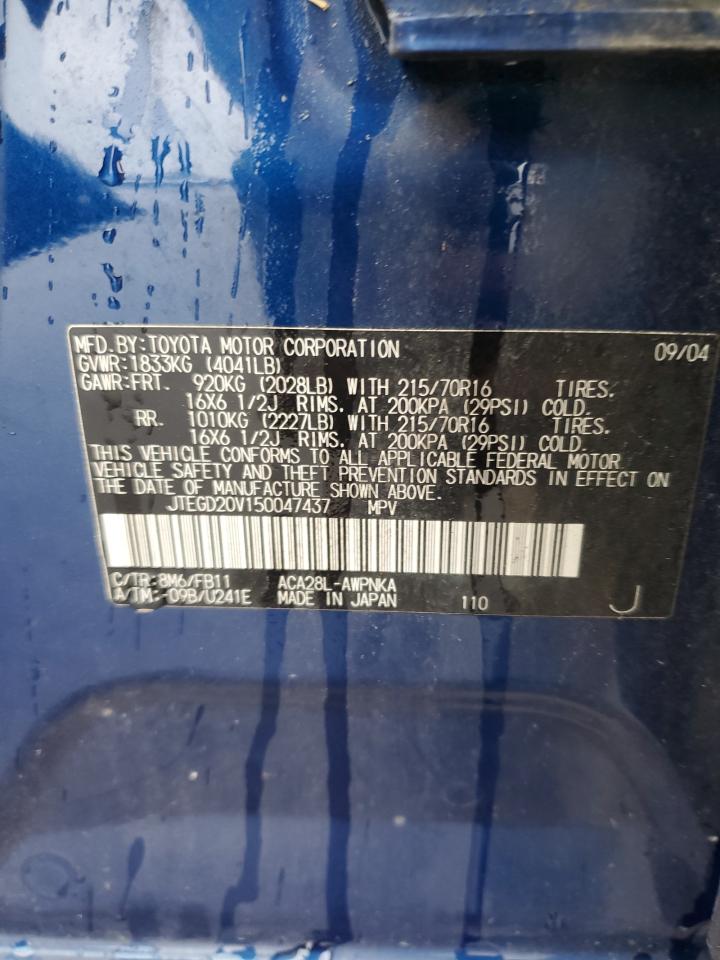 MFD.BY:TOYOTA MOTOR CORPORATION 09/04
GVWR:1833KG (4041LB)
GAWR:FRT. 920KG (2028LB) WITH 215/70R16 TIRES.
16X6 1/2J RIMS. AT 200KPA (29PSI) COLD.
RR. 1010KG (2227LB) WITH 215/70R16 TIRES.
16X6 1/2J RIMS. AT 200KPA (29PSI) COLD.
THIS VEHICLE CONFORMS TO ALL APPLICABLE FEDERAL MOTOR
VEHICLE SAFETY AND THEFT PREVENTION STANDARDS IN EFFECT ON
THE DATE OF MANUFACTURE SHOWN ABOVE.
JTEGD20V150047437 MPV
C/TR:8M6/FB11 ACA28L-AWPNKA
A/TM:-09B/U241E MADE IN JAPAN 110 J